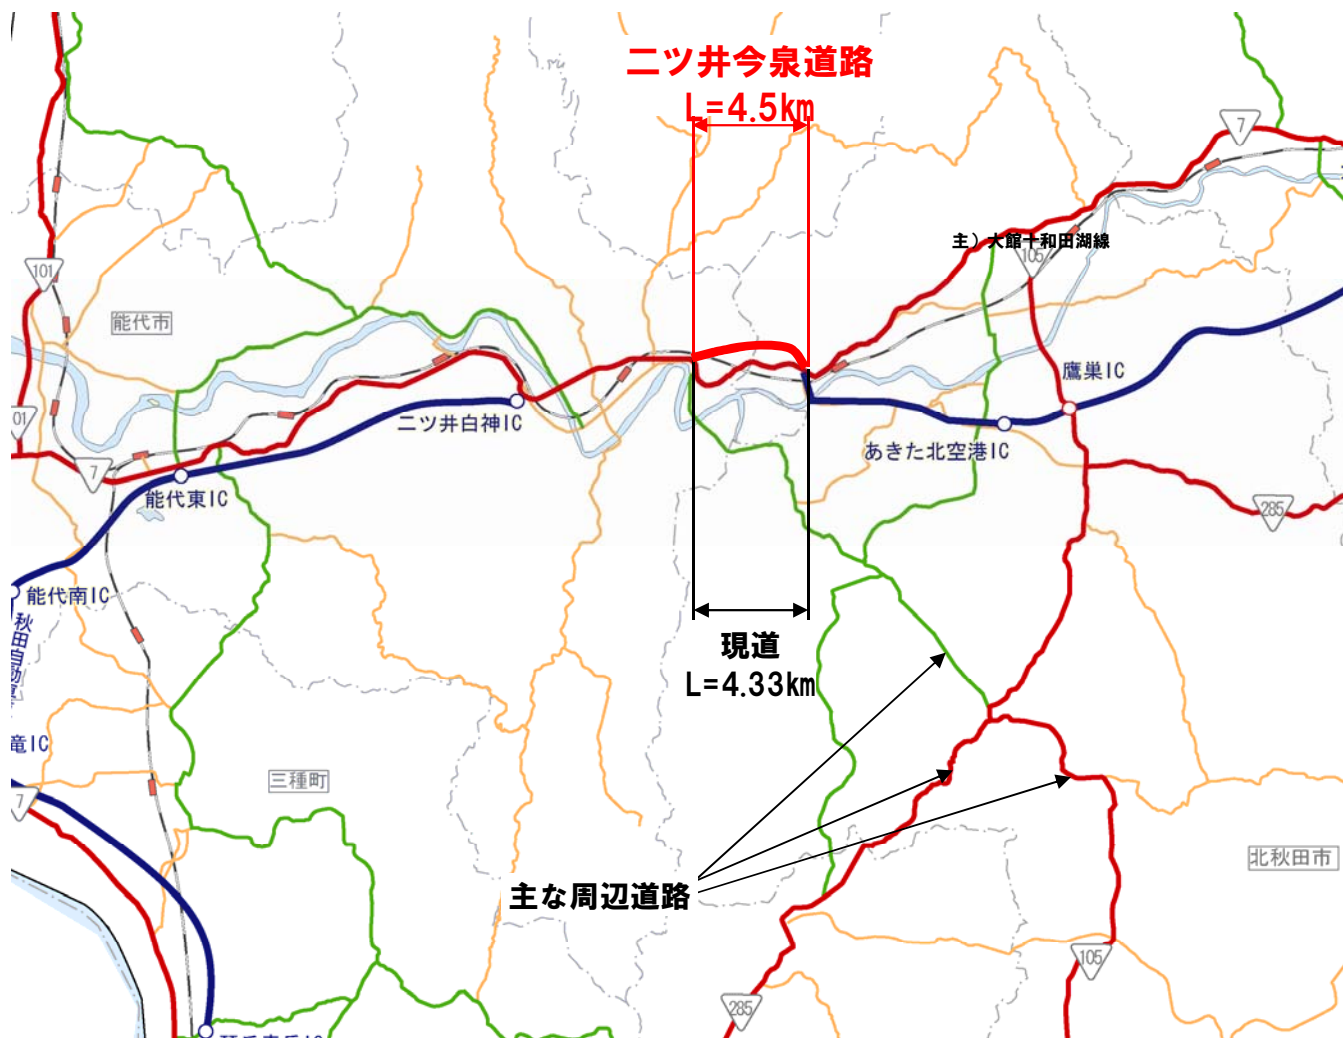 二ツ井今泉道路
L=4.5km
7
主）大館十和田湖線
105
101
能代市
鷹巣IC
二ツ井白神IC
01
あきた北空港IC
7
能代東IC
285
能代南IC
秋田自動
現道
L=4.33km
竜IC
三種町
7
北秋田市
主な周辺道路
105
285